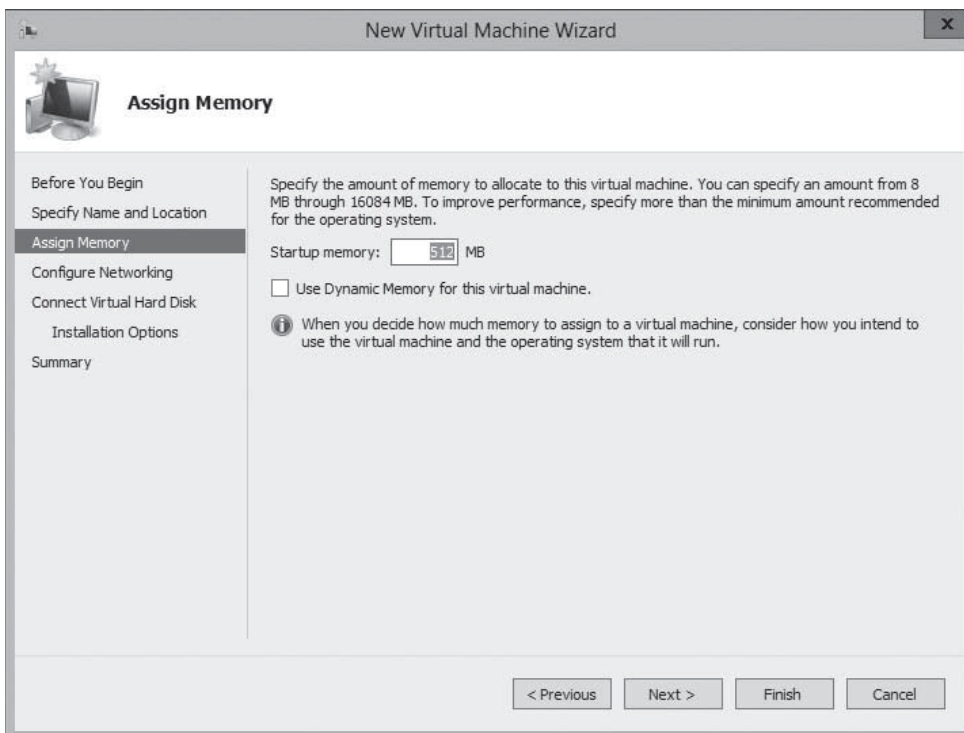 New Virtual Machine Wizard
x
Assign Memory
Before You Begin
Specify Name and Location
Assign Memory
Configure Networking
Connect Virtual Hard Disk
Installation Options
Summary
Specify the amount of memory to allocate to this virtual machine. You can specify an amount from 8
MB through 16084 MB. To improve performance, specify more than the minimum amount recommended
for the operating system.
Startup memory: 512 MB
Use Dynamic Memory for this virtual machine.
When you decide how much memory to assign to a virtual machine, consider how you intend to
use the virtual machine and the operating system that it will run.
< Previous Next > Finish Cancel